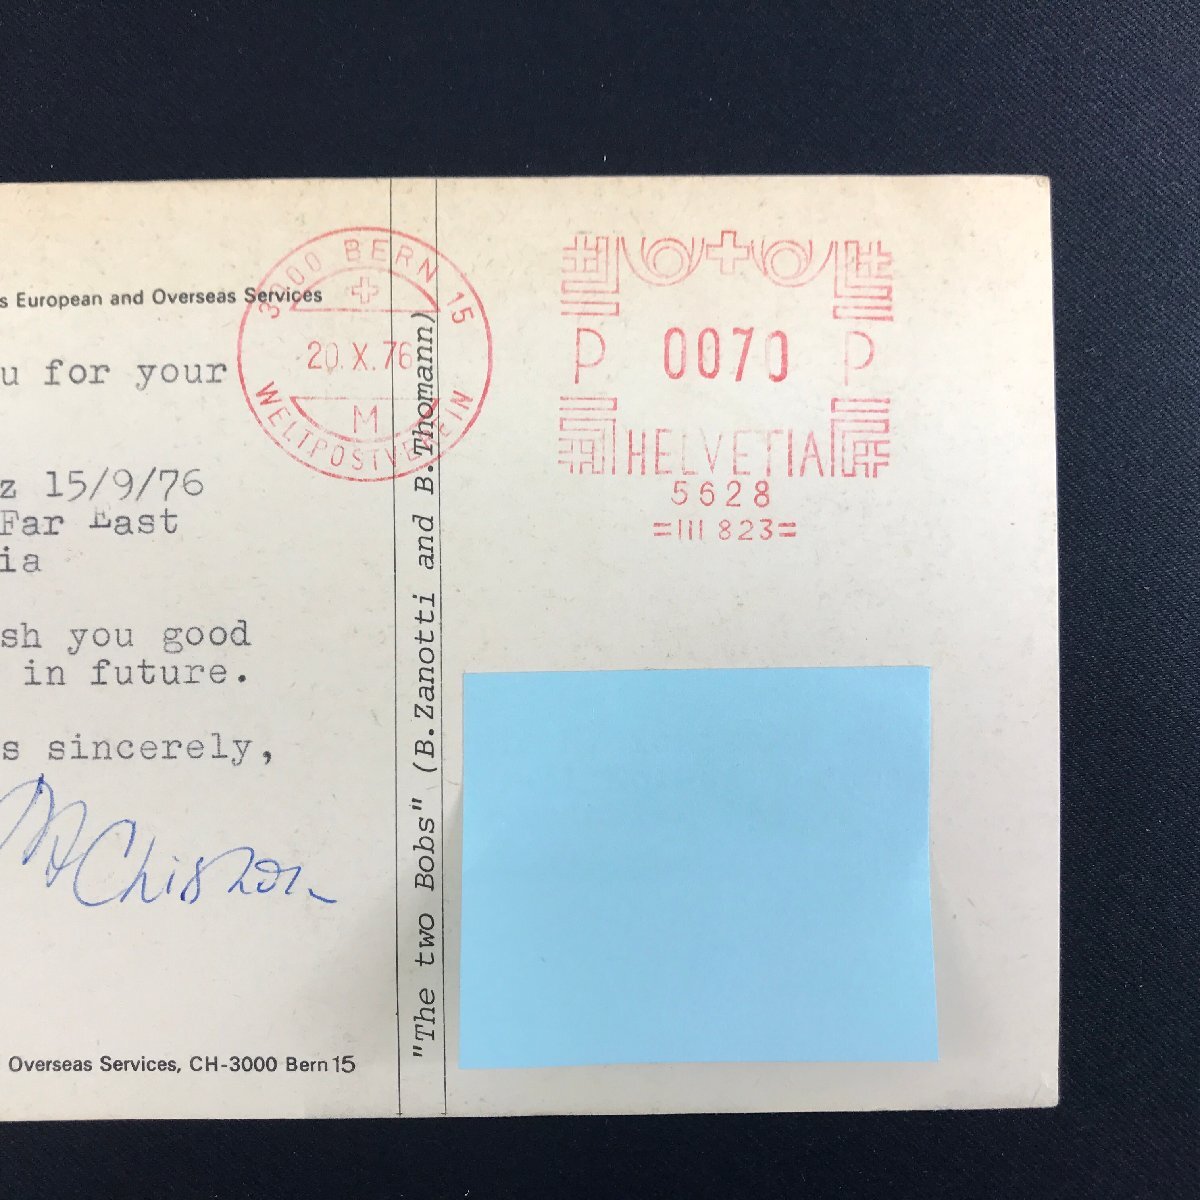 s European and Overseas Services
u for your
z 15/9/76
Far East
ia
sh you good
in future.
s sincerely,
Overseas Services, CH-3000 Bern 15
"The two Bobs" (B. Zanotti and B. Thomann)
3000 BERN 15
20.X.76
M
WELTPOSTVEREIN
P 0070 P
HELVETIA
5628
=III 823=